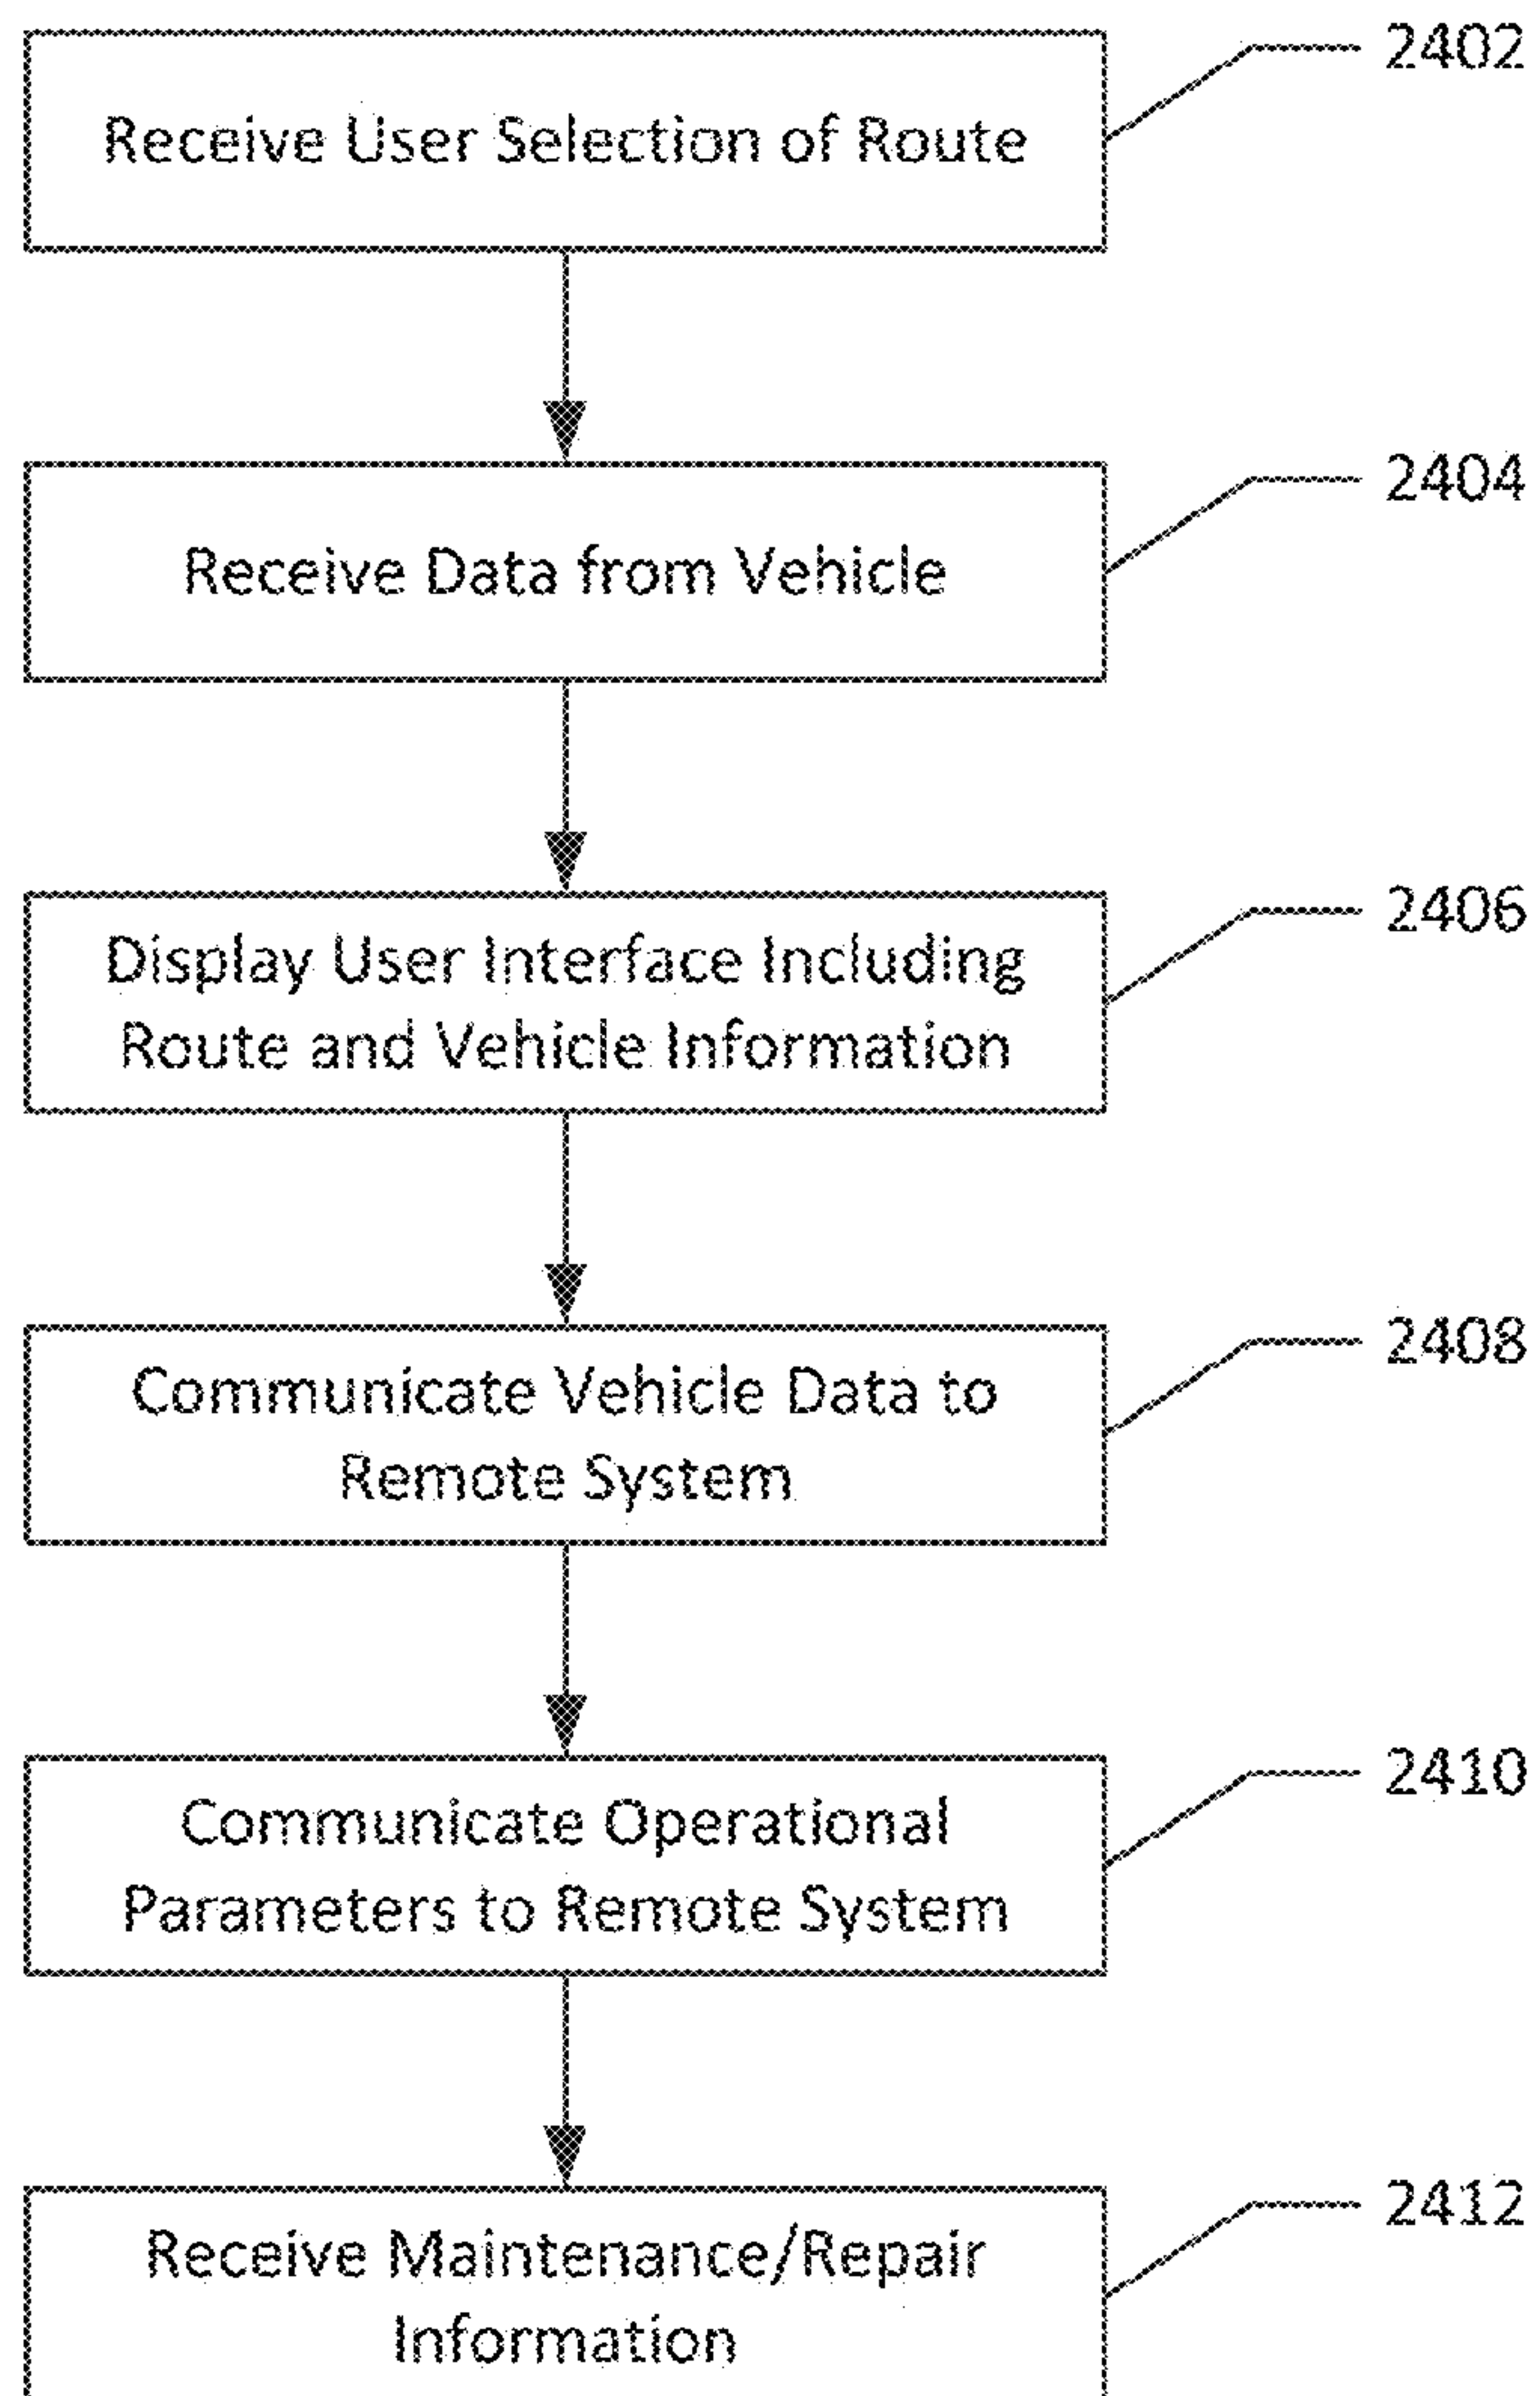 2402
Receive User Selection of Route
2404
Receive Data from Vehicle
2406
Display User Interface Including
Route and Vehicle Information
2408
Communicate Vehicle Data to
Remote System
2410
Communicate Operational
Parameters to Remote System
2412
Receive Maintenance/Repair
Information